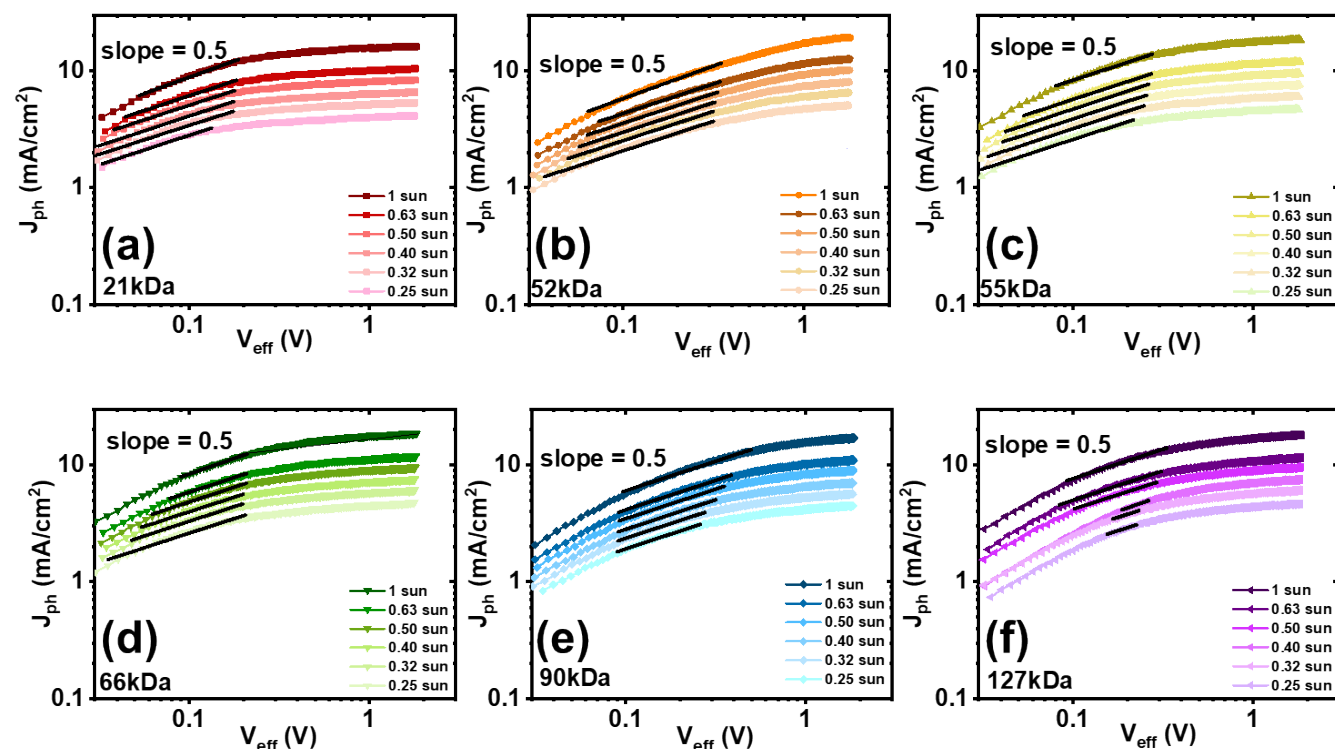 slope = 0.5
10
1
0.1
J_ph (mA/cm²)
1 sun
0.63 sun
0.50 sun
0.40 sun
0.32 sun
0.25 sun
(a)
21kDa
0.1
1
V_eff (V)
slope = 0.5
10
1
0.1
J_ph (mA/cm²)
1 sun
0.63 sun
0.50 sun
0.40 sun
0.32 sun
0.25 sun
(b)
52kDa
0.1
1
V_eff (V)
slope = 0.5
10
1
0.1
J_ph (mA/cm²)
1 sun
0.63 sun
0.50 sun
0.40 sun
0.32 sun
0.25 sun
(c)
55kDa
0.1
1
V_eff (V)
slope = 0.5
10
1
0.1
J_ph (mA/cm²)
1 sun
0.63 sun
0.50 sun
0.40 sun
0.32 sun
0.25 sun
(d)
66kDa
0.1
1
V_eff (V)
slope = 0.5
10
1
0.1
J_ph (mA/cm²)
1 sun
0.63 sun
0.50 sun
0.40 sun
0.32 sun
0.25 sun
(e)
90kDa
0.1
1
V_eff (V)
slope = 0.5
10
1
0.1
J_ph (mA/cm²)
1 sun
0.63 sun
0.50 sun
0.40 sun
0.32 sun
0.25 sun
(f)
127kDa
0.1
1
V_eff (V)